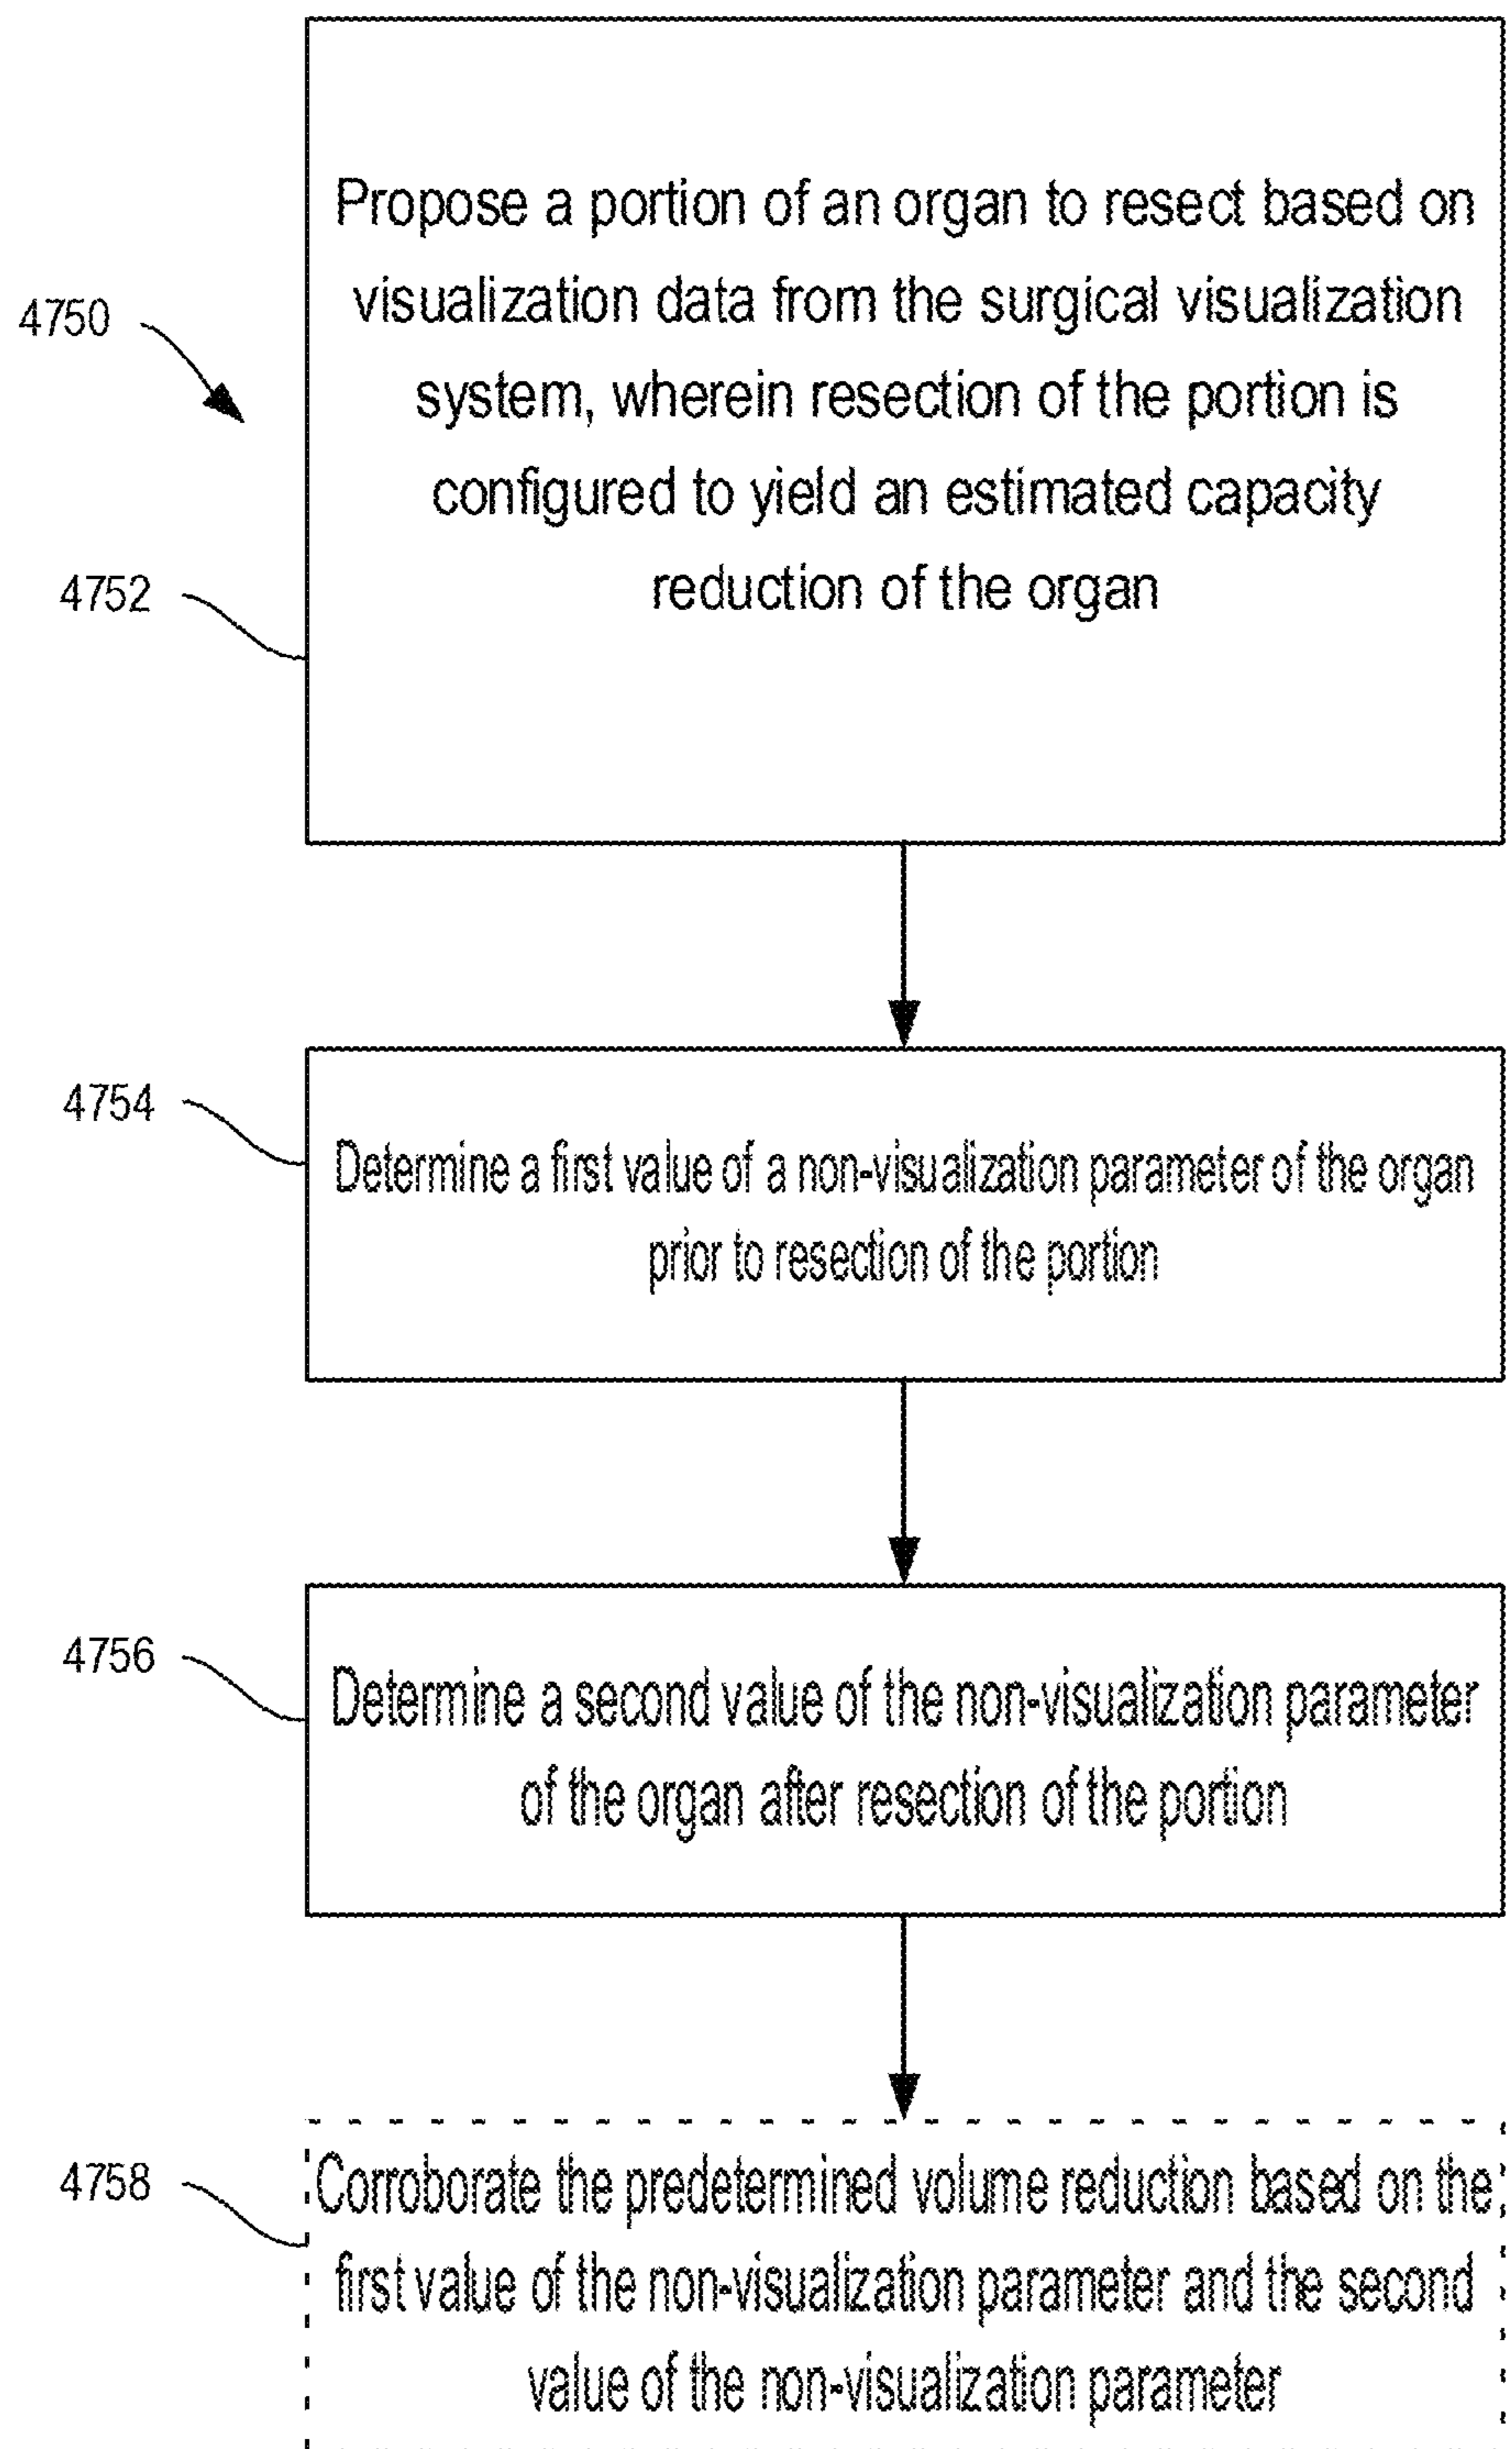 Propose a portion of an organ to resect based on
visualization data from the surgical visualization
4750
system, wherein resection of the portion is
configured to yield an estimated capacity
4752
reduction of the organ
4754
Determine a first value of a non-visualization parameter of the organ
prior to resection of the portion
4756
Determine a second value of the non-visualization parameter
of the organ after resection of the portion
4758
Corroborate the predetermined volume reduction based on the
first value of the non-visualization parameter and the second
value of the non-visualization parameter